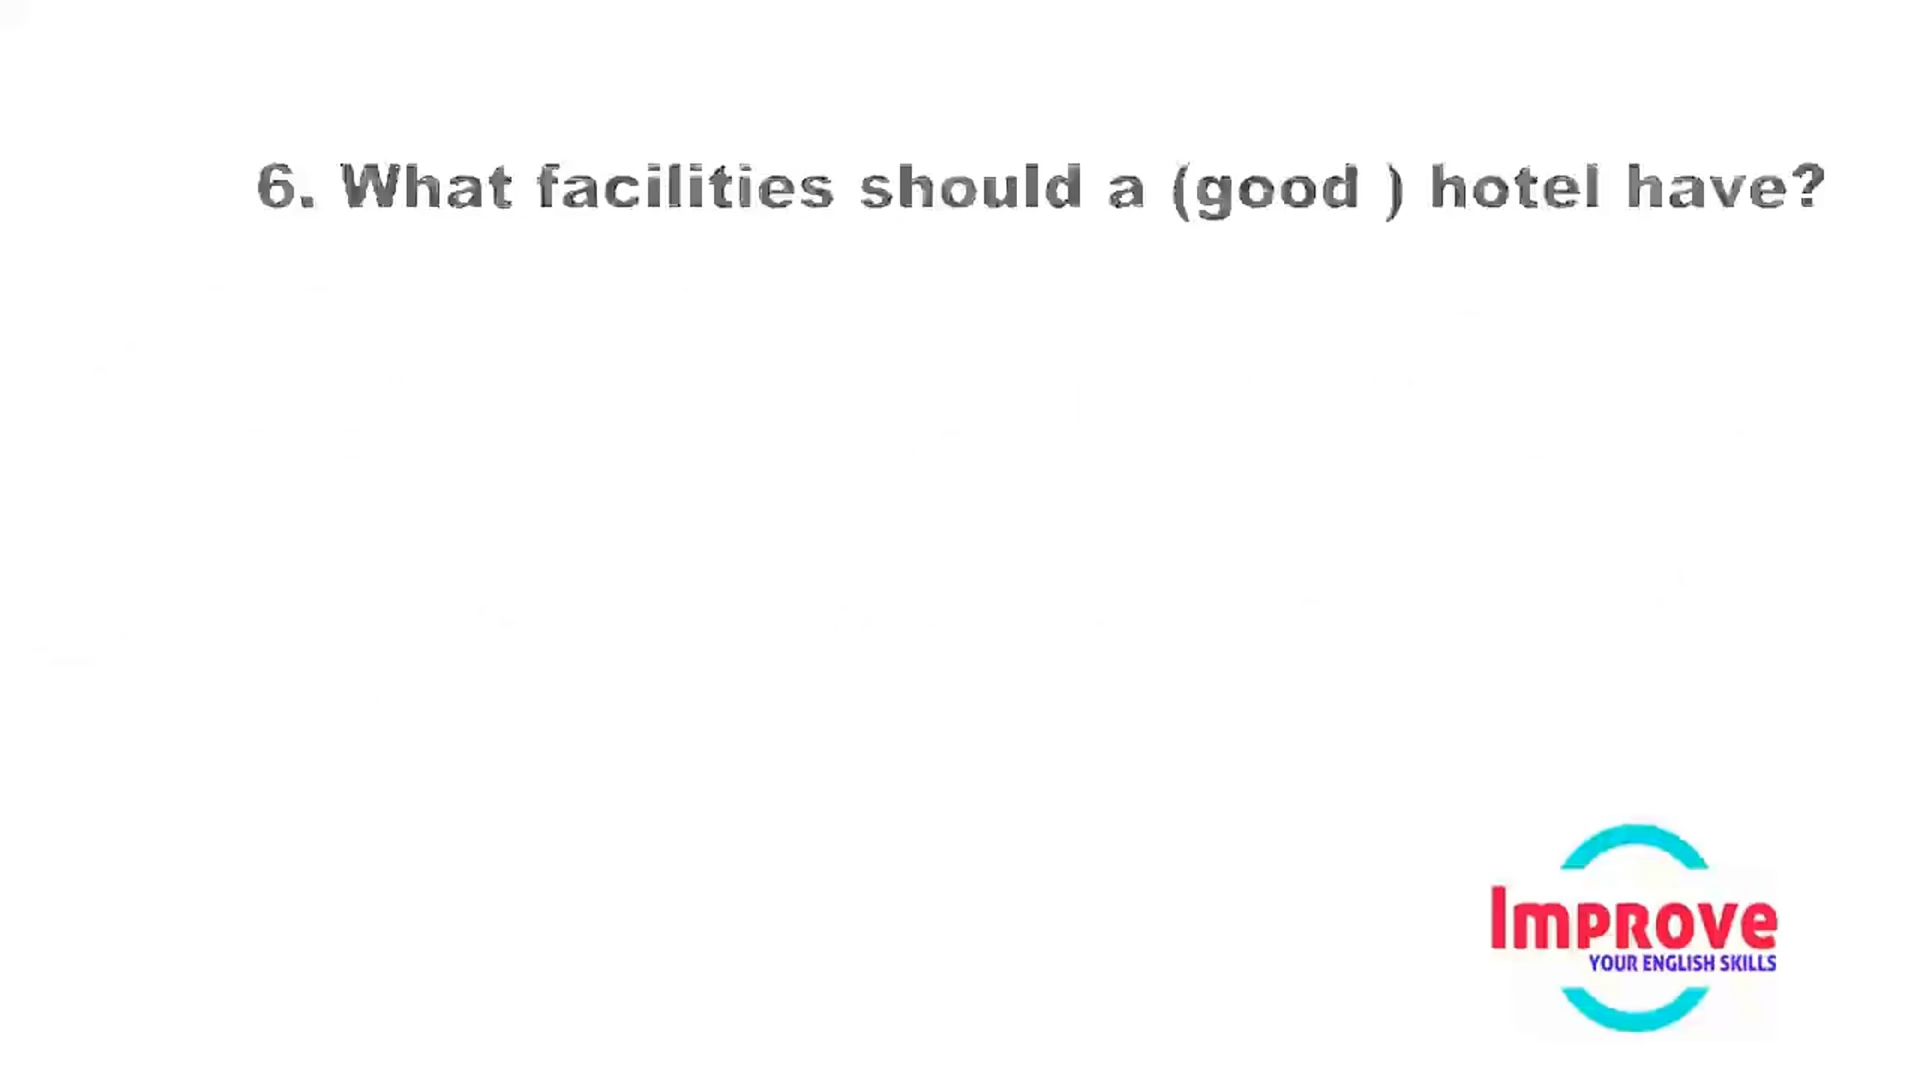 6. What facilities should a (good ) hotel have?
Improve
YOUR ENGLISH SKILLS